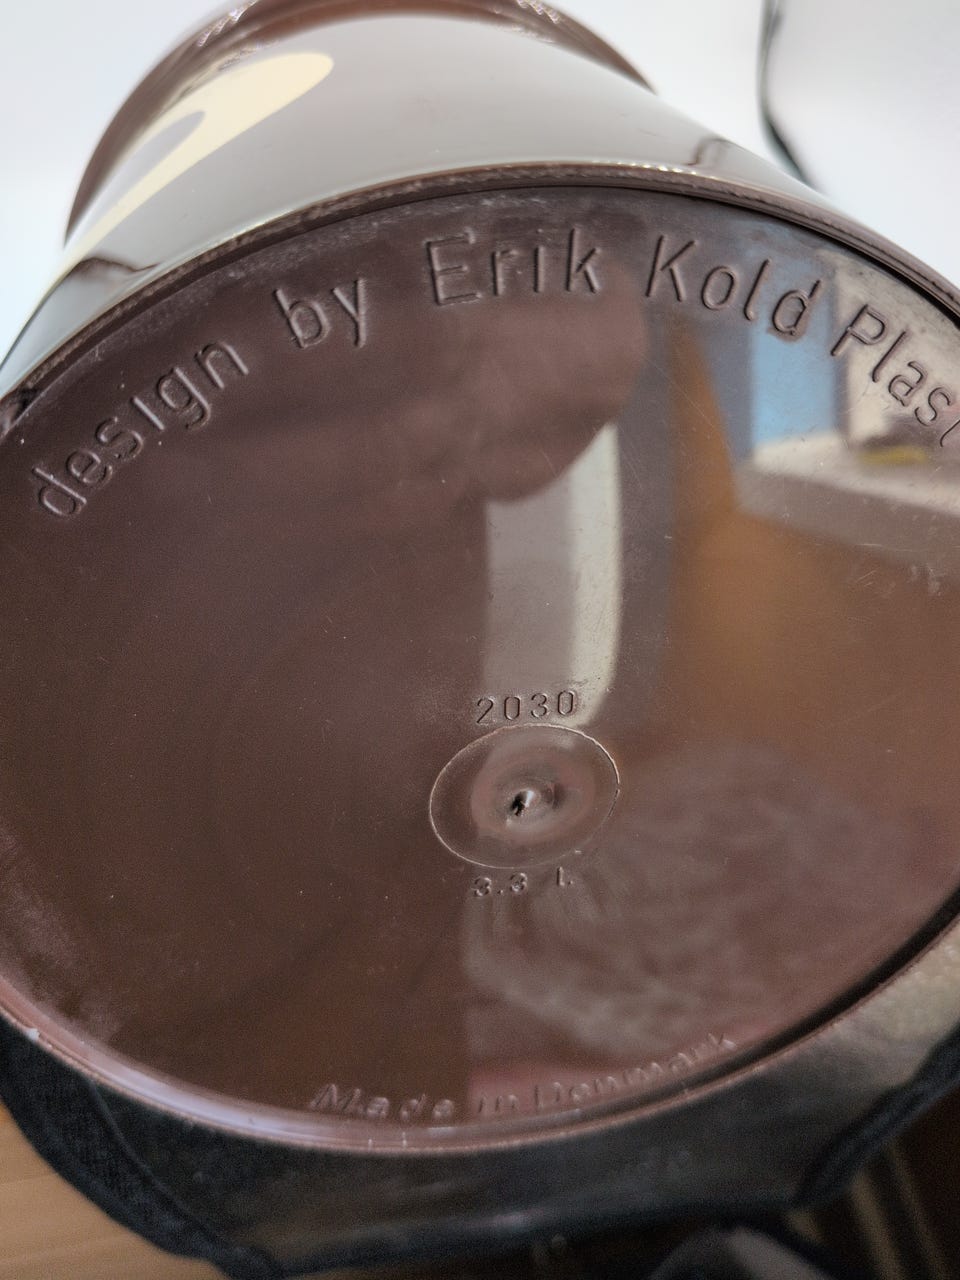 design by Erik Kold Plast
2030
3.3 l.
Made in Denmark